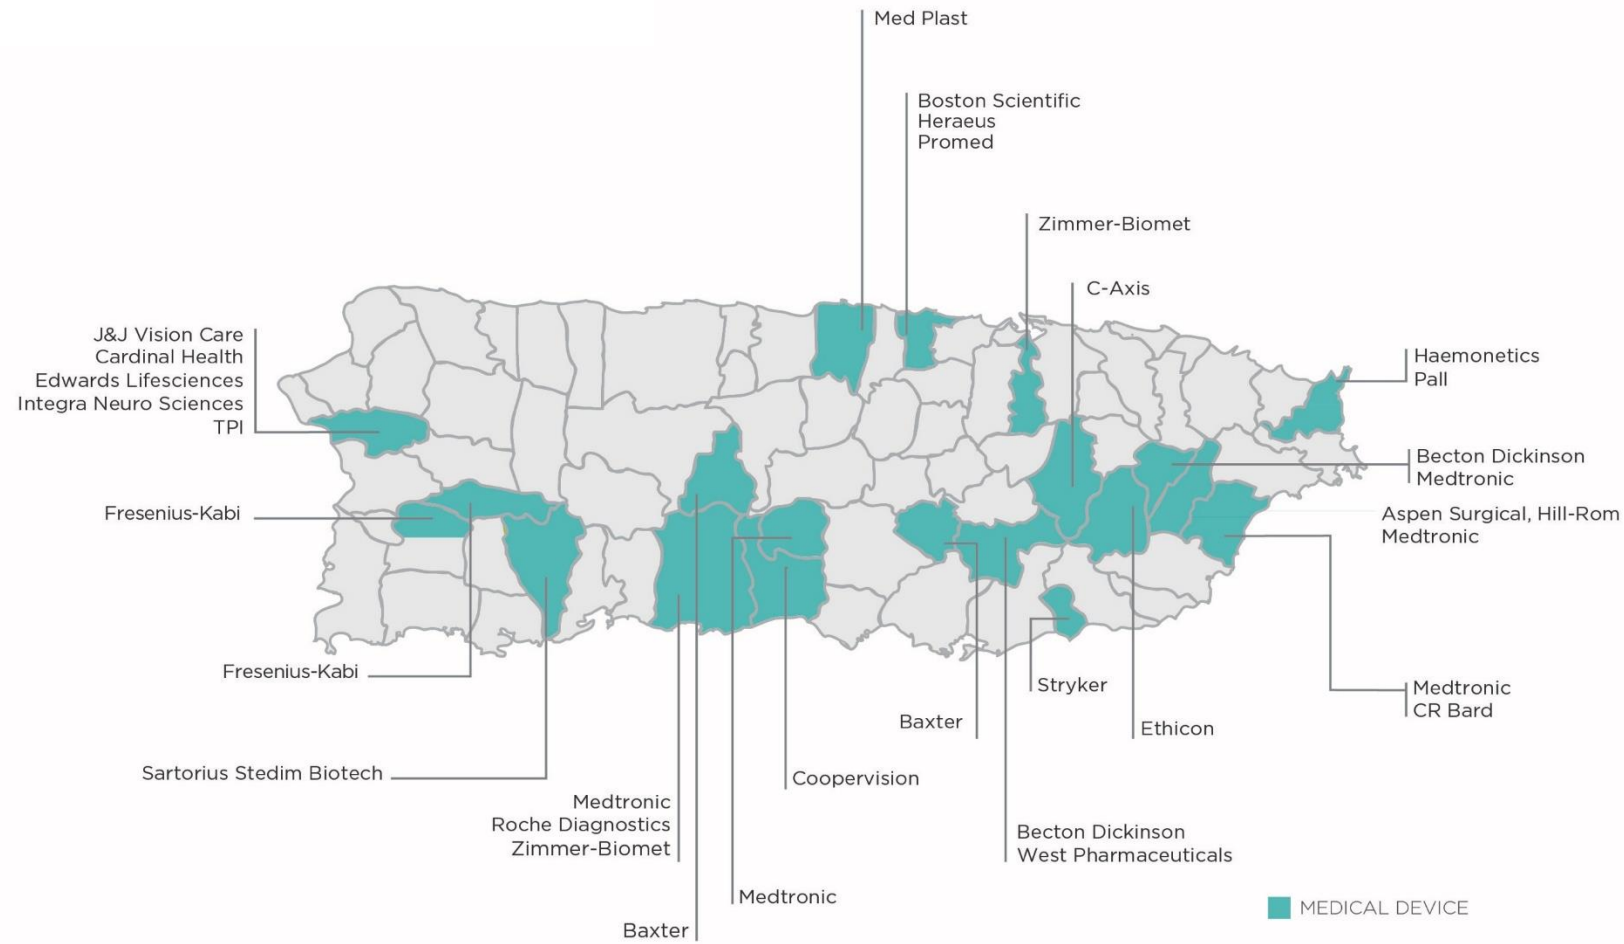 Med Plast
Boston Scientific
Heraeus
Promed
Zimmer-Biomet
C-Axis
J&J Vision Care
Cardinal Health
Edwards Lifesciences
Integra Neuro Sciences
TPI
Haemonetics
Pall
Becton Dickinson
Medtronic
Fresenius-Kabi
Aspen Surgical, Hill-Rom
Medtronic
Fresenius-Kabi
Stryker
Medtronic
CR Bard
Baxter
Ethicon
Sartorius Stedim Biotech
Coopervision
Medtronic
Roche Diagnostics
Zimmer-Biomet
Becton Dickinson
West Pharmaceuticals
Medtronic
Baxter
MEDICAL DEVICE